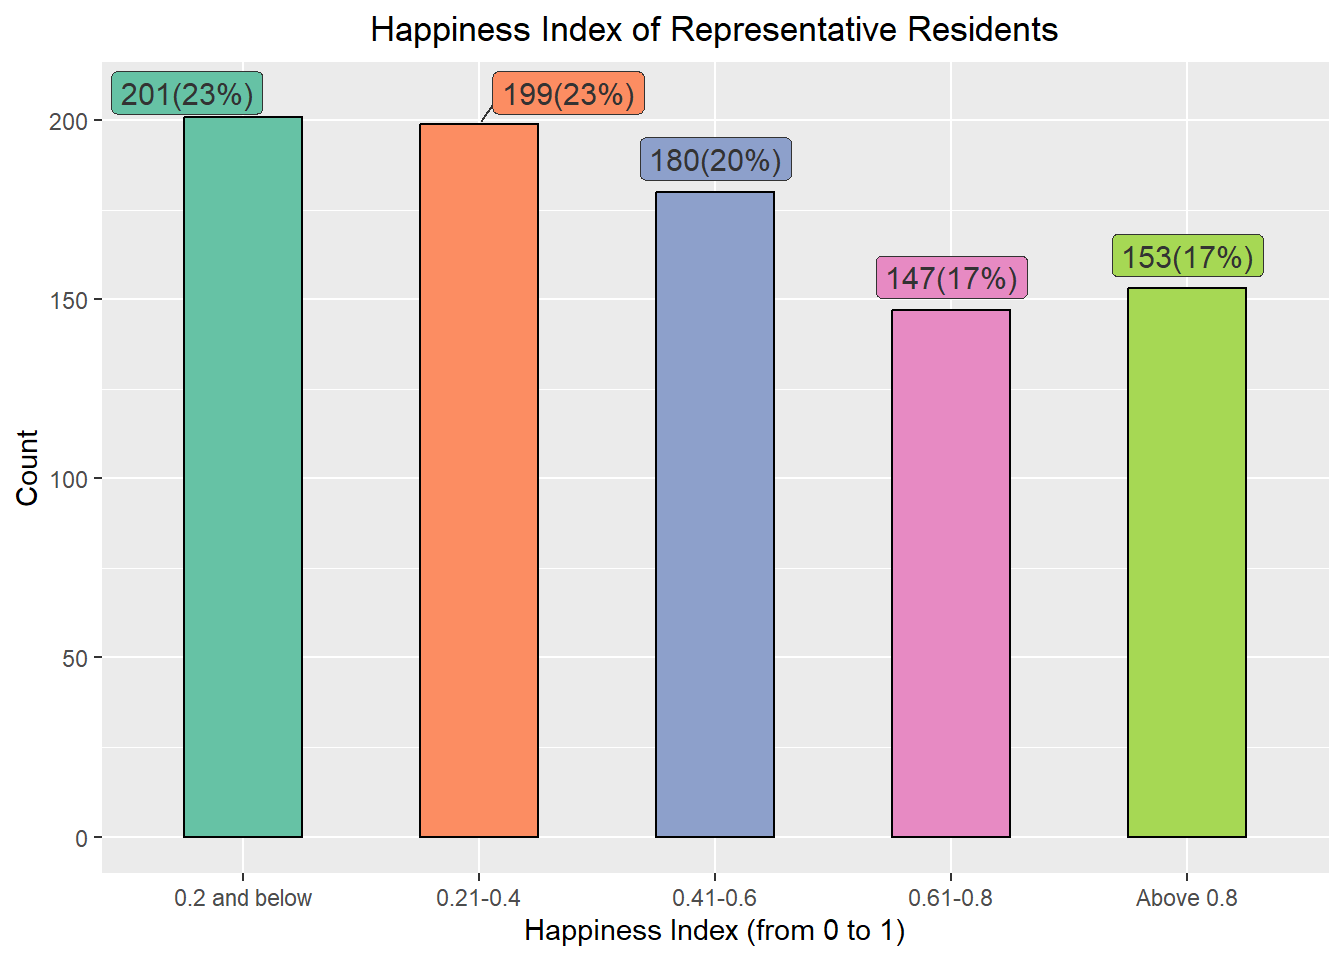 Happiness Index of Representative Residents
201(23%)
199(23%)
180(20%)
147(17%)
153(17%)
200
150
100
50
0
Count
0.2 and below
0.21-0.4
0.41-0.6
0.61-0.8
Above 0.8
Happiness Index (from 0 to 1)